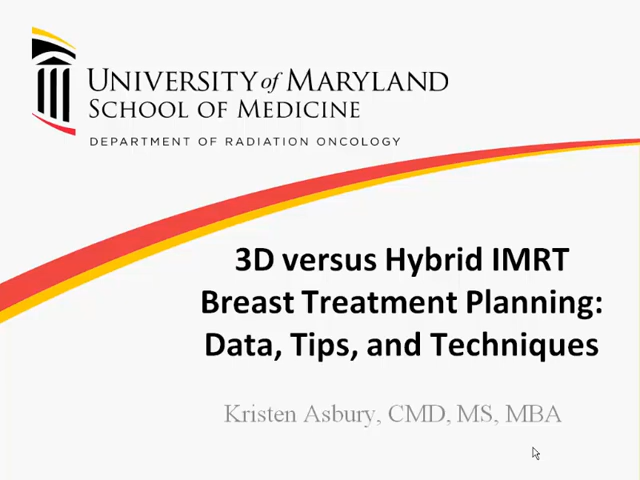 UNIVERSITY of MARYLAND
SCHOOL OF MEDICINE
DEPARTMENT OF RADIATION ONCOLOGY
3D versus Hybrid IMRT
Breast Treatment Planning:
Data, Tips, and Techniques
Kristen Asbury, CMD, MS, MBA